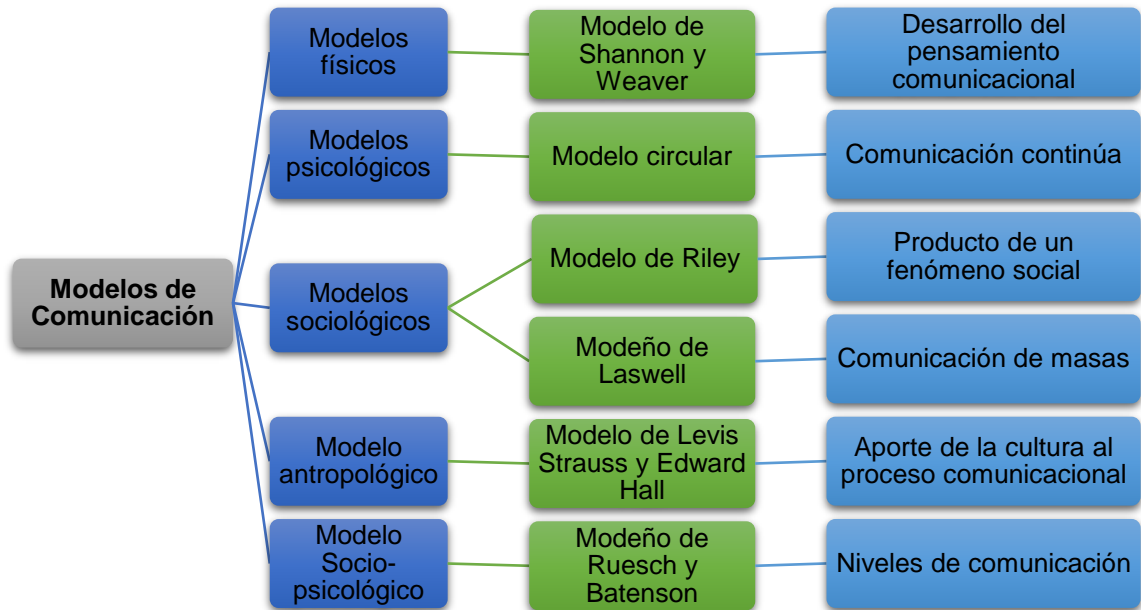 Modelos de
Comunicación
Modelos
físicos
Modelo de
Shannon y
Weaver
Desarrollo del
pensamiento
comunicacional
Modelos
psicológicos
Modelo circular
Comunicación continúa
Modelos
sociológicos
Modelo de Riley
Producto de un
fenómeno social
Modeño de
Laswell
Comunicación de masas
Modelo
antropológico
Modelo de Levis
Strauss y Edward
Hall
Aporte de la cultura al
proceso comunicacional
Modelo
Socio-
psicológico
Modeño de
Ruesch y
Batenson
Niveles de comunicación